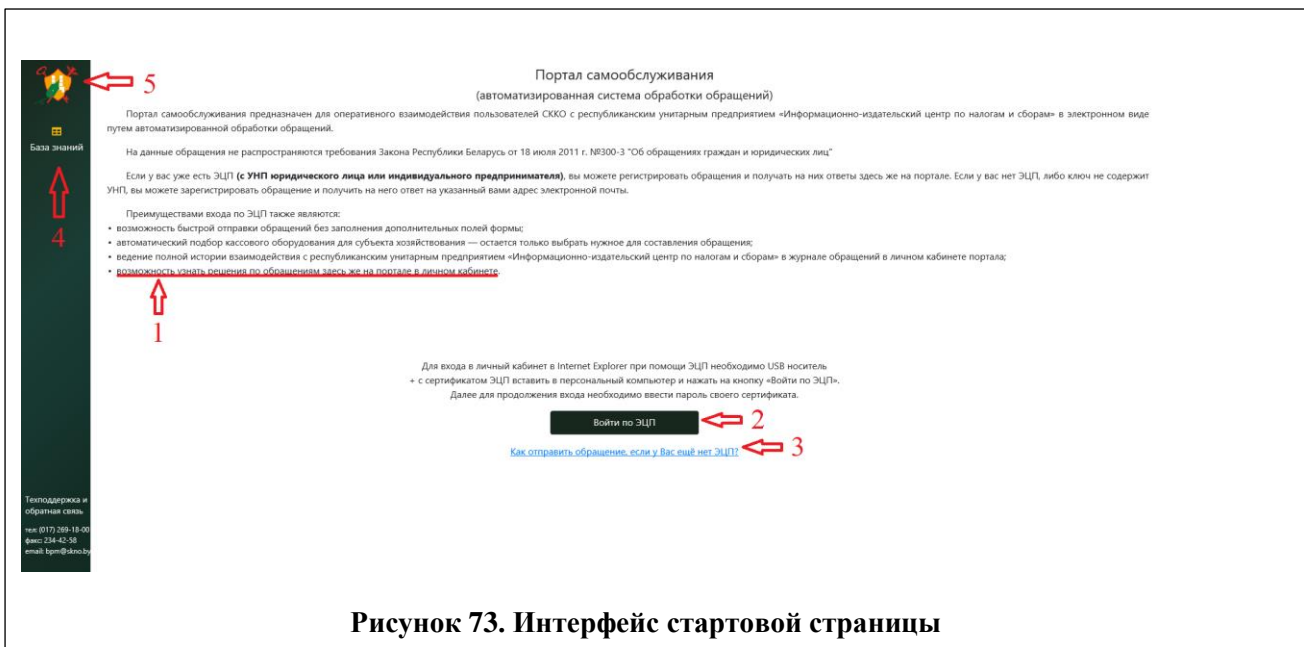 5
База знаний
4
Портал самообслуживания
(автоматизированная система обработки обращений)
Портал самообслуживания предназначен для оперативного взаимодействия пользователей СККО с республиканским унитарным предприятием «Информационно-издательский центр по налогам и сборам» в электронном виде
путем автоматизированной обработки обращений.
На данные обращения не распространяются требования Закона Республики Беларусь от 18 июля 2011 г. №300-3 "Об обращениях граждан и юридических лиц"
Если у вас уже есть ЭЦП (с УНП юридического лица или индивидуального предпринимателя), вы можете регистрировать обращения и получать на них ответы здесь же на портале. Если у вас нет ЭЦП, либо ключ не содержит
УНП, вы можете зарегистрировать обращение и получить на него ответ на указанный вами адрес электронной почты.
Преимуществами входа по ЭЦП также являются:
• возможность быстрой отправки обращений без заполнения дополнительных полей формы;
• автоматический подбор кассового оборудования для субъекта хозяйствования — остается только выбрать нужное для составления обращения;
• ведение полной истории взаимодействия с республиканским унитарным предприятием «Информационно-издательский центр по налогам и сборам» в журнале обращений в личном кабинете портала;
• возможность узнать решения по обращениям здесь же на портале в личном кабинете.
1
Для входа в личный кабинет в Internet Explorer при помощи ЭЦП необходимо USB носитель
+ с сертификатом ЭЦП вставить в персональный компьютер и нажать на кнопку «Войти по ЭЦП».
Далее для продолжения входа необходимо ввести пароль своего сертификата.
Войти по ЭЦП 2
Как отправить обращение, если у Вас ещё нет ЭЦП? 3
Техподдержка и
обратная связь
тел: (017) 269-18-00
факс: 234-42-58
email: bpm@skno.by
Рисунок 73. Интерфейс стартовой страницы